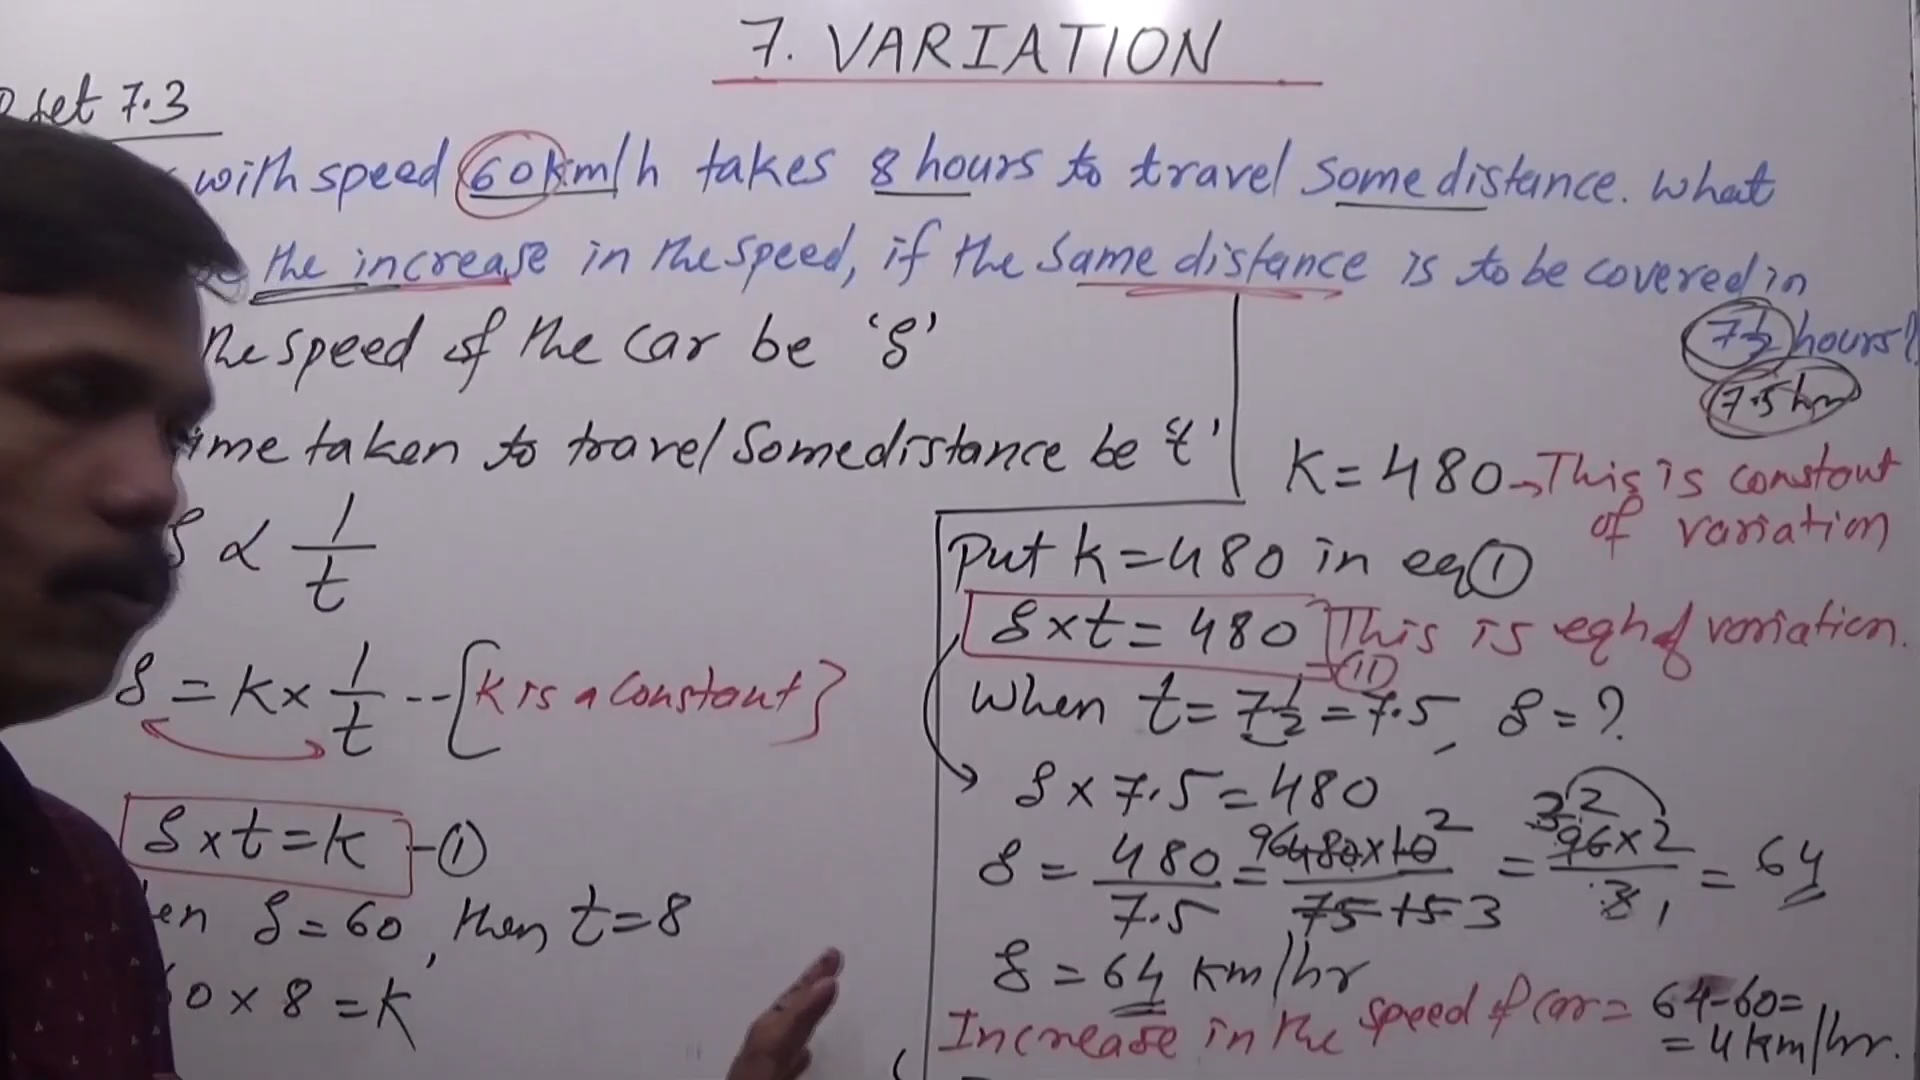 7. VARIATION
set 7.3
with speed 60km/h takes 8 hours to travel some distance. What
the increase in the speed, if the same distance is to be covered in
7½ hours?
7.5 hrs
the speed of the car be 'S'
time taken to travel some distance be 't'
S ∝ 1/t
S = K × 1/t --[K is a constant}
S × t = K -①
S = 60, then t = 8
60 × 8 = K
K = 480 → This is constant
of variation
Put K = 480 in eq ①
S × t = 480 This is eqn of variation.
-(II)
When t = 7½ = 7.5, S = ?
S × 7.5 = 480
S = 480/7.5 = 96 480×10 2 / 75 15 3 = 32 96×2 / 3 1 = 64
S = 64 km/hr
Increase in the speed of car = 64-60=
= 4 km/hr.